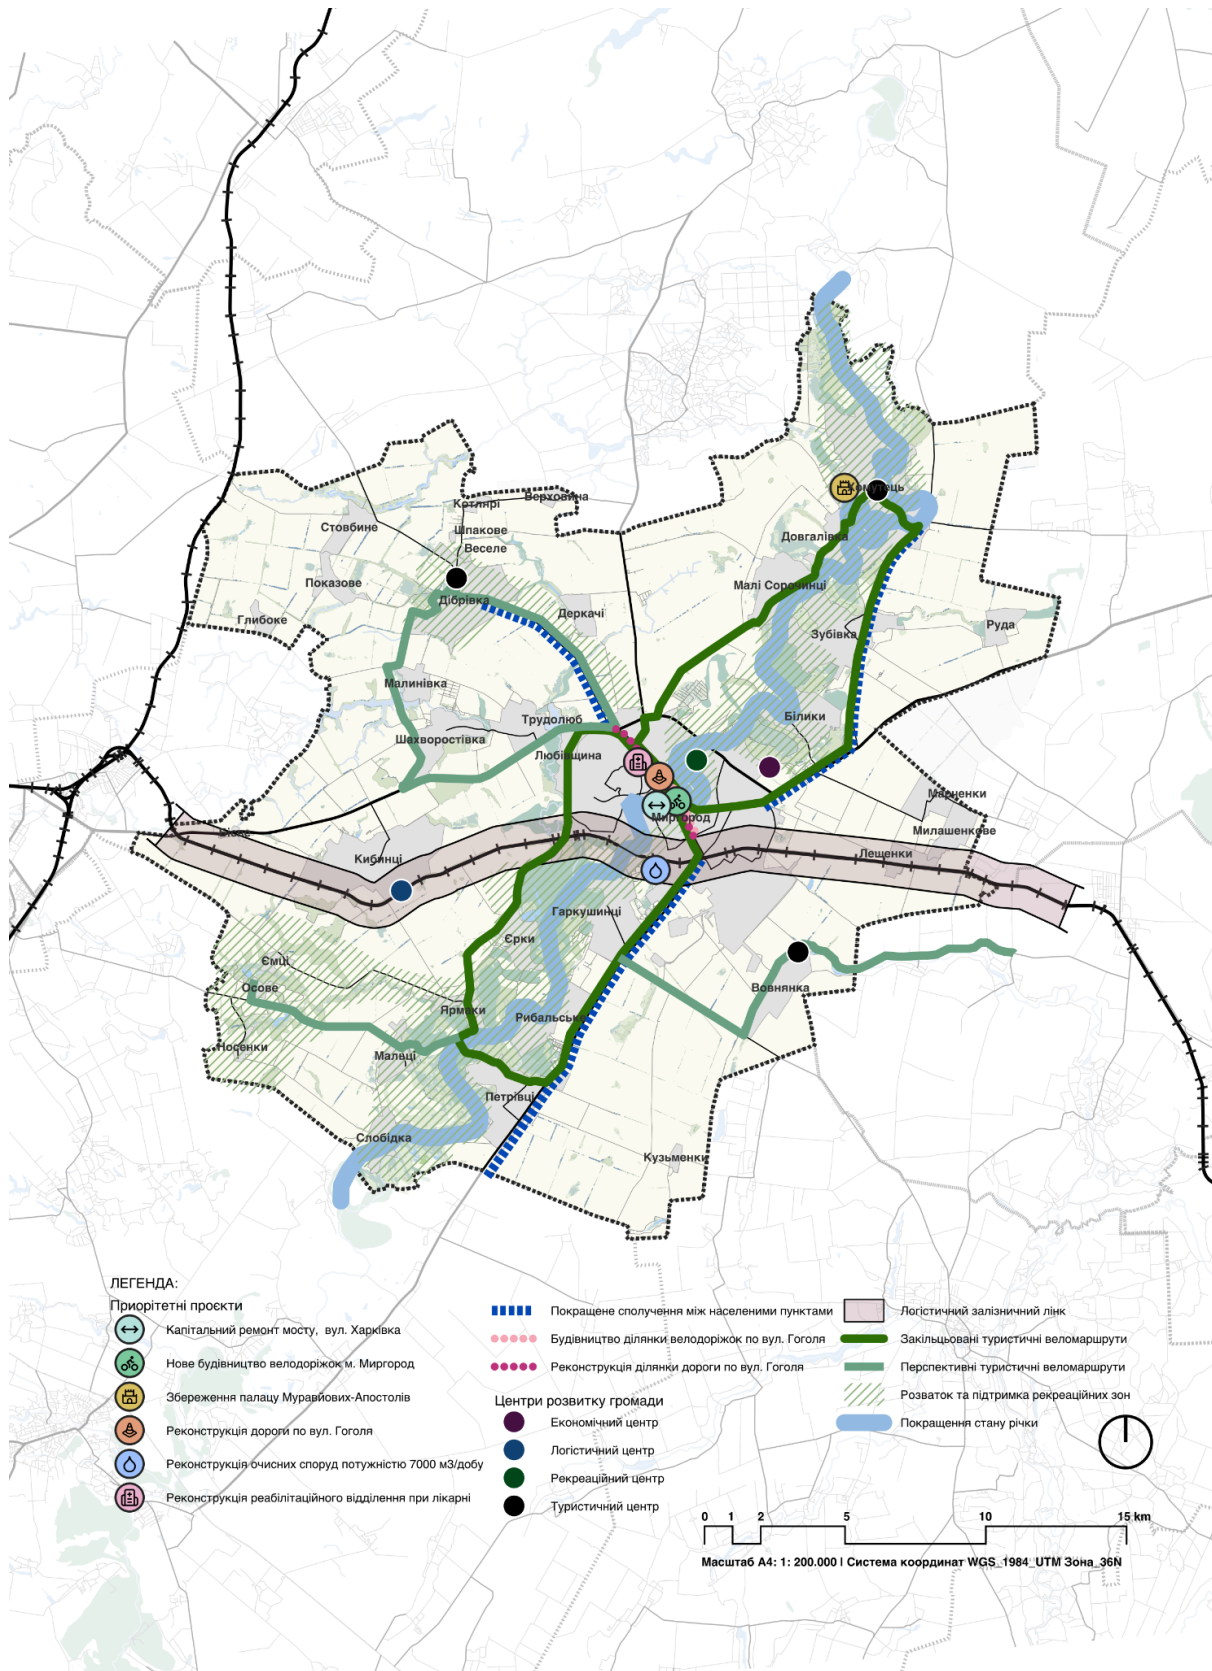 Хомутець
Верховина
Котлярі
Стовбине
Шпакове
Довгалівка
Веселе
Показове
Малі Сорочинці
Дібрівка
Деркачі
Глибоке
Руда
Зубівка
Малинівка
Білики
Трудолюб
Шахворостівка
Любівщина
Марченки
Миргород
Милашенкове
Кибинці
Лещенки
Гаркушинці
Єрки
Ємці
Осове
Вовнянка
Ярмаки
Рибальське
Носенки
Мальці
Петрівці
Слобідка
Кузьменки
ЛЕГЕНДА:
Приорітетні проєкти
Капітальний ремонт мосту, вул. Харківка
Нове будівництво велодоріжок м. Миргород
Збереження палацу Муравйових-Апостолів
Реконструкція дороги по вул. Гоголя
Реконструкція очисних споруд потужністю 7000 м3/добу
Реконструкція реабілітаційного відділення при лікарні
Покращене сполучення між населеними пунктами
Будівництво ділянки велодоріжок по вул. Гоголя
Реконструкція ділянки дороги по вул. Гоголя
Центри розвитку громади
Економічний центр
Логістичний центр
Рекреаційний центр
Туристичний центр
Логістичний залізничний лінк
Закільцьовані туристичні веломаршрути
Перспективні туристичні веломаршрути
Розваток та підтримка рекреаційних зон
Покращення стану річки
0 1 2 5 10 15 km
Масштаб А4: 1: 200.000 | Система координат WGS_1984_UTM Зона_36N